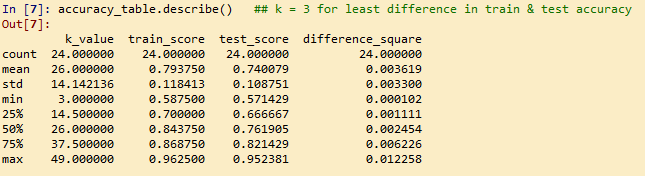 In [7]: accuracy_table.describe()   ## k = 3 for least difference in train & test accuracy
Out[7]:
         k_value  train_score  test_score  difference_square
count  24.000000    24.000000   24.000000          24.000000
mean   26.000000     0.793750    0.740079           0.003619
std    14.142136     0.118413    0.108751           0.003300
min     3.000000     0.587500    0.571429           0.000102
25%    14.500000     0.700000    0.666667           0.001111
50%    26.000000     0.843750    0.761905           0.002454
75%    37.500000     0.868750    0.821429           0.006226
max    49.000000     0.962500    0.952381           0.012258